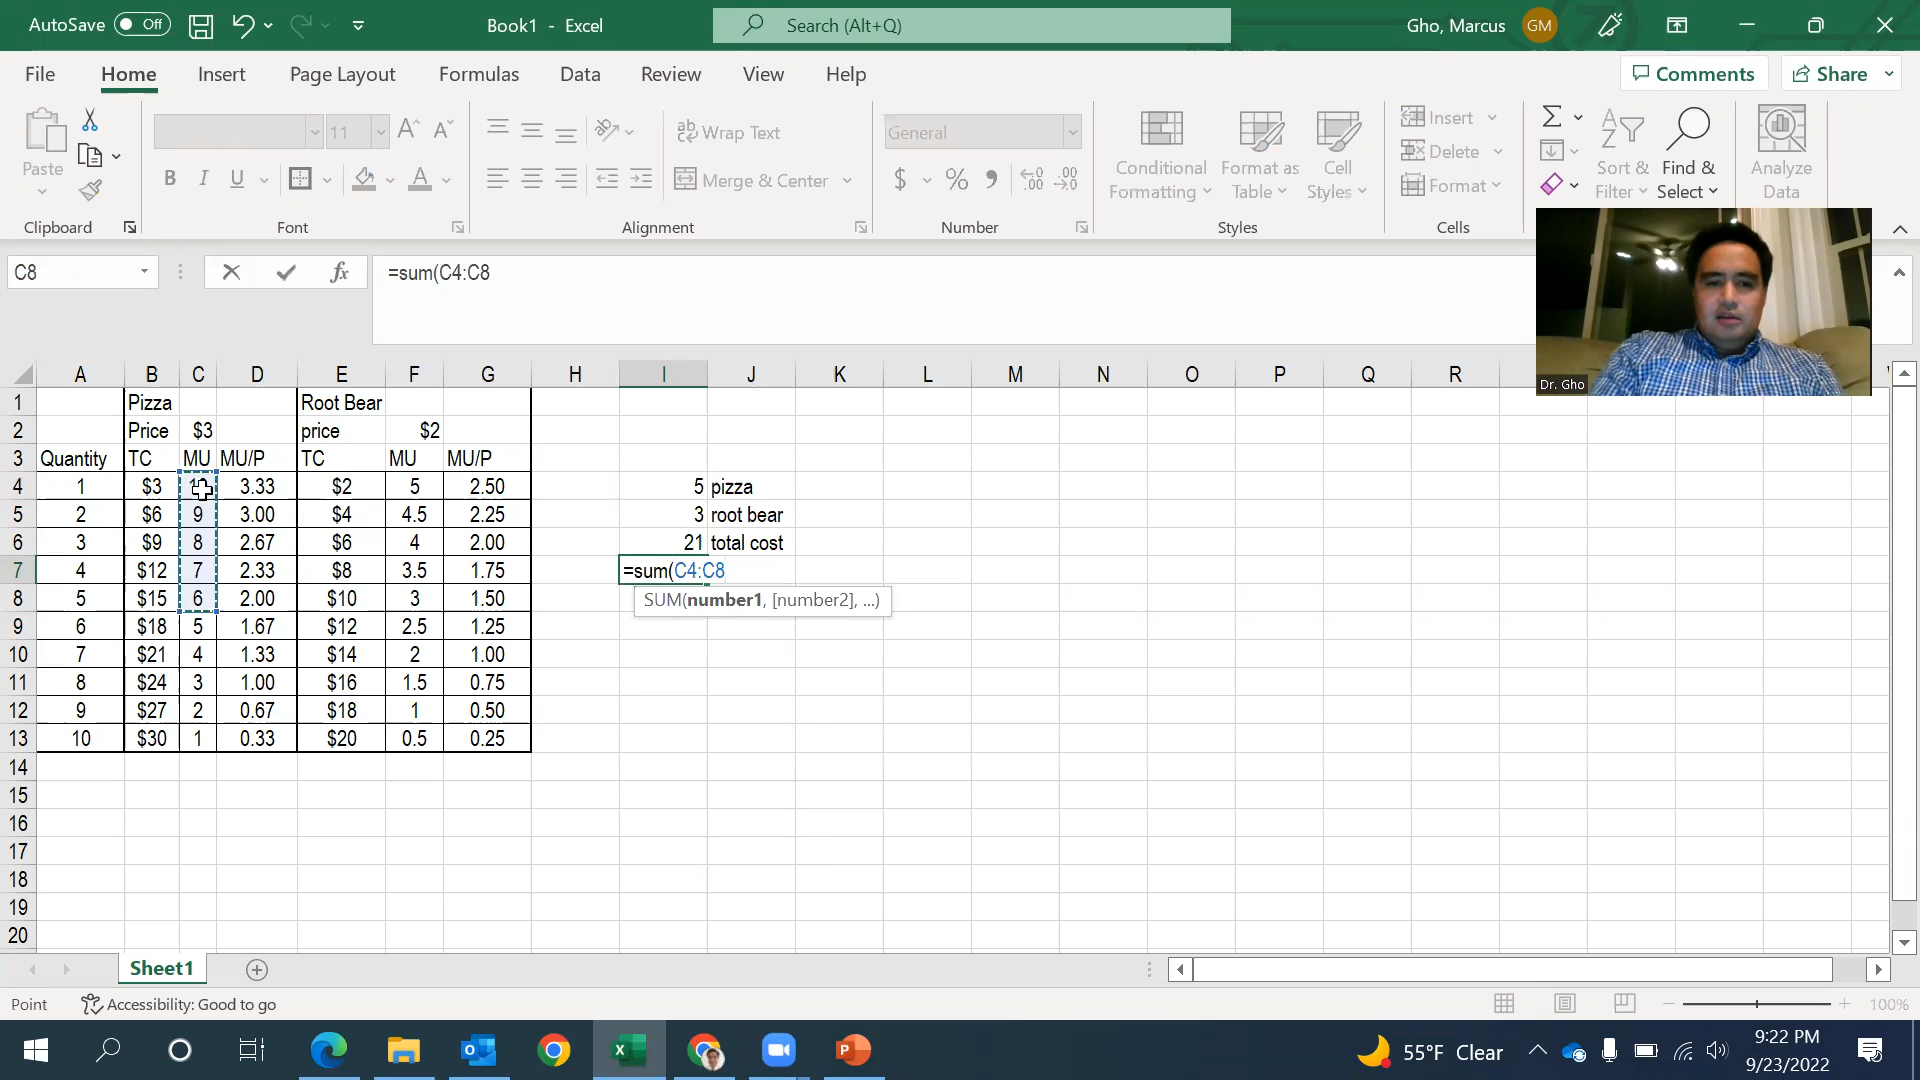 AutoSave Off Book1 - Excel Search (Alt+Q) Gho, Marcus GM
File Home Insert Page Layout Formulas Data Review View Help Comments Share
Paste 11 Wrap Text General Conditional Formatting Format as Table Cell Styles Insert Sort & Filter Find & Select Analyze Data
B I U A Merge & Center $ % Delete
Format
Clipboard Font Alignment Number Styles Cells
C8 fx =sum(C4:C8
Dr. Gho
A B C D E F G H I J K L M N O P Q R
1 Pizza Root Bear
2 Price $3 price $2
3 Quantity TC MU MU/P TC MU MU/P
4 1 $3 3.33 $2 5 2.50 5 pizza
5 2 $6 9 3.00 $4 4.5 2.25 3 root bear
6 3 $9 8 2.67 $6 4 2.00 21 total cost
7 4 $12 7 2.33 $8 3.5 1.75 =sum(C4:C8
8 5 $15 6 2.00 $10 3 1.50 SUM(number1, [number2], ...)
9 6 $18 5 1.67 $12 2.5 1.25
10 7 $21 4 1.33 $14 2 1.00
11 8 $24 3 1.00 $16 1.5 0.75
12 9 $27 2 0.67 $18 1 0.50
13 10 $30 1 0.33 $20 0.5 0.25
14
15
16
17
18
19
20
Sheet1
Point Accessibility: Good to go 100%
55°F Clear 9:22 PM
9/23/2022